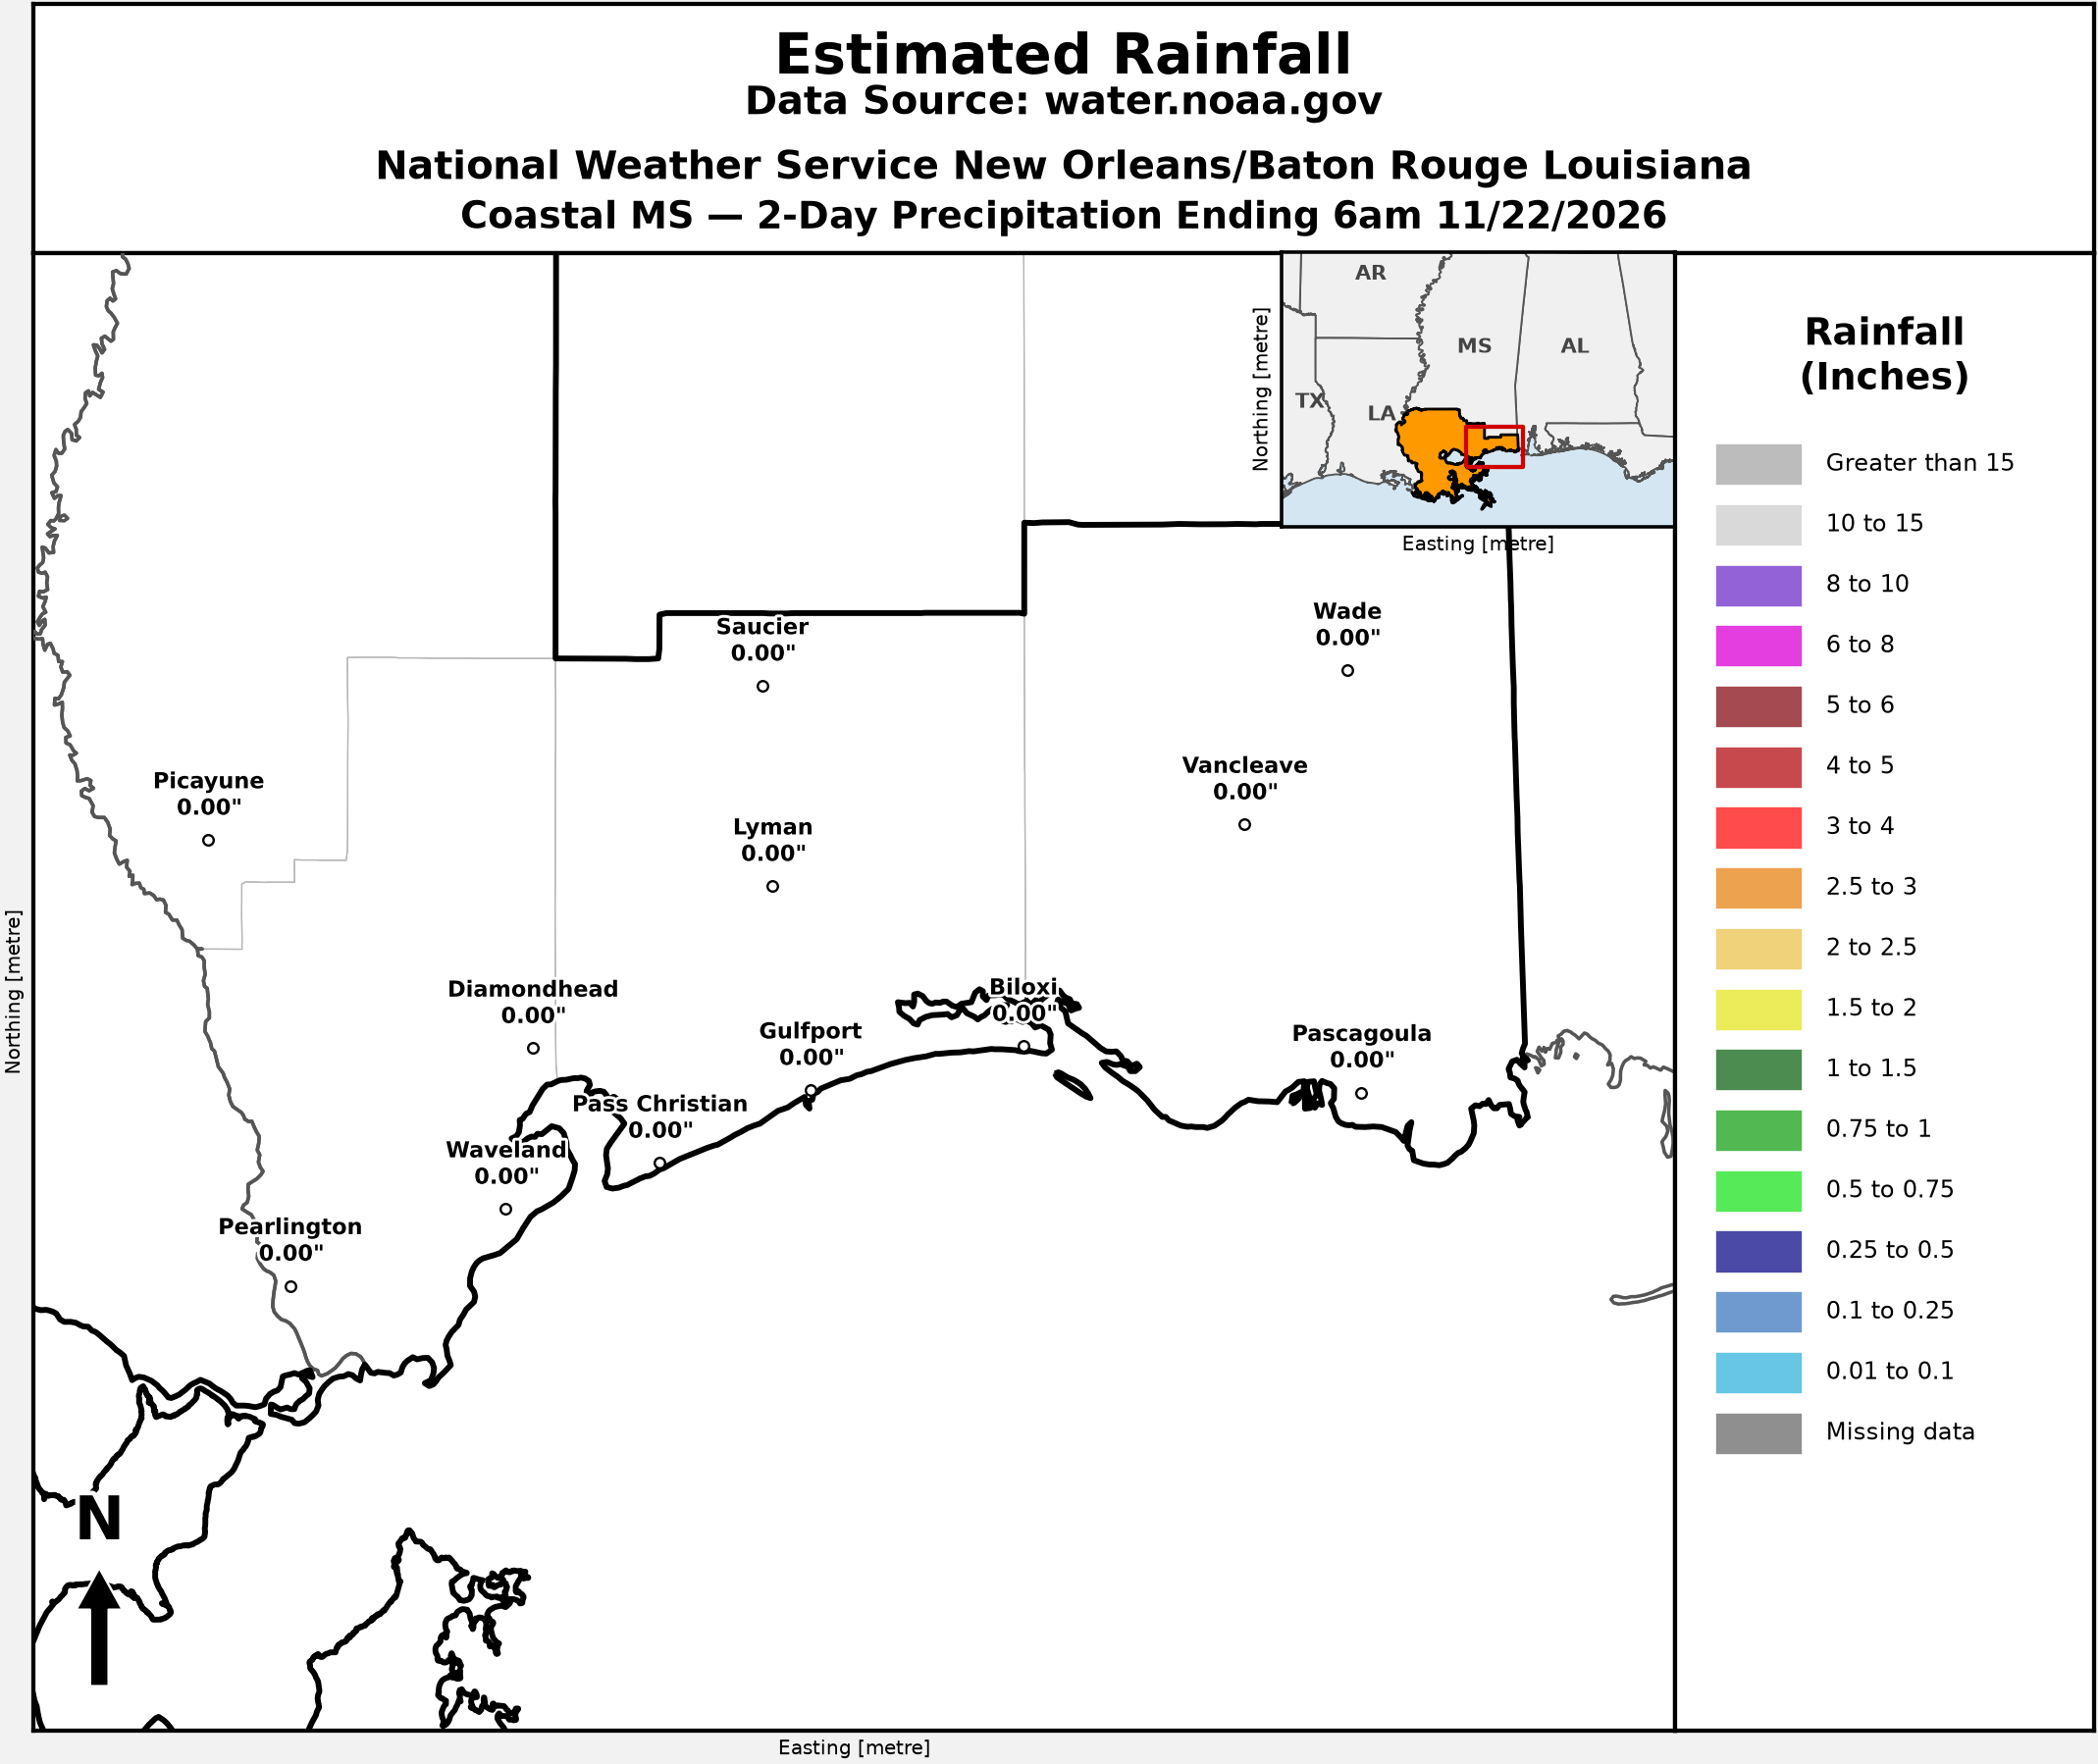 Estimated Rainfall
Data Source: water.noaa.gov
National Weather Service New Orleans/Baton Rouge Louisiana
Coastal MS — 2-Day Precipitation Ending 6am 11/22/2026
AR
MS
AL
TX
LA
Northing [metre]
Easting [metre]
Rainfall
(Inches)
Greater than 15
10 to 15
8 to 10
6 to 8
5 to 6
4 to 5
3 to 4
2.5 to 3
2 to 2.5
1.5 to 2
1 to 1.5
0.75 to 1
0.5 to 0.75
0.25 to 0.5
0.1 to 0.25
0.01 to 0.1
Missing data
Wade
0.00"
Saucier
0.00"
Vancleave
0.00"
Picayune
0.00"
Lyman
0.00"
Biloxi
0.00"
Diamondhead
0.00"
Gulfport
0.00"
Pascagoula
0.00"
Pass Christian
0.00"
Waveland
0.00"
Pearlington
0.00"
N
Northing [metre]
Easting [metre]